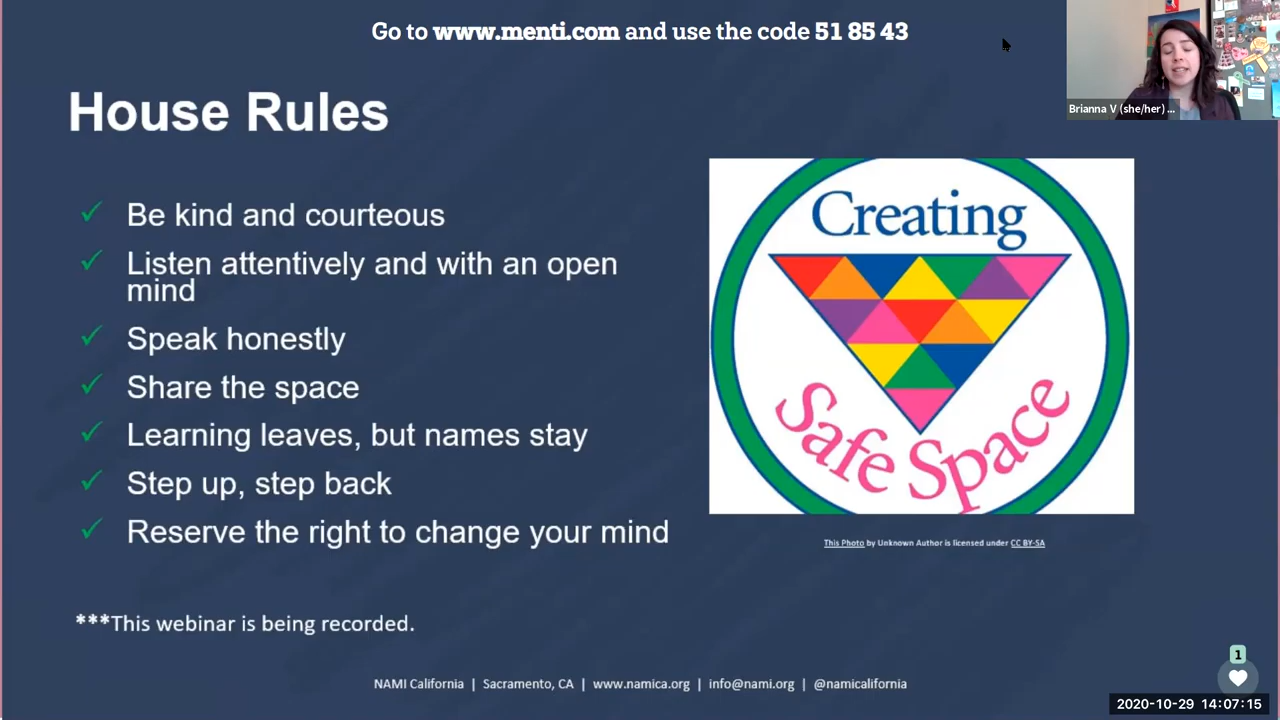 Go to www.menti.com and use the code 51 85 43
Brianna V (she/her) ...
House Rules
✓ Be kind and courteous
✓ Listen attentively and with an open
mind
✓ Speak honestly
✓ Share the space
✓ Learning leaves, but names stay
✓ Step up, step back
✓ Reserve the right to change your mind
Creating
Safe Space
This Photo by Unknown Author is licensed under CC BY-SA
***This webinar is being recorded.
NAMI California | Sacramento, CA | www.namica.org | info@nami.org | @namicalifornia
1
2020-10-29 14:07:15